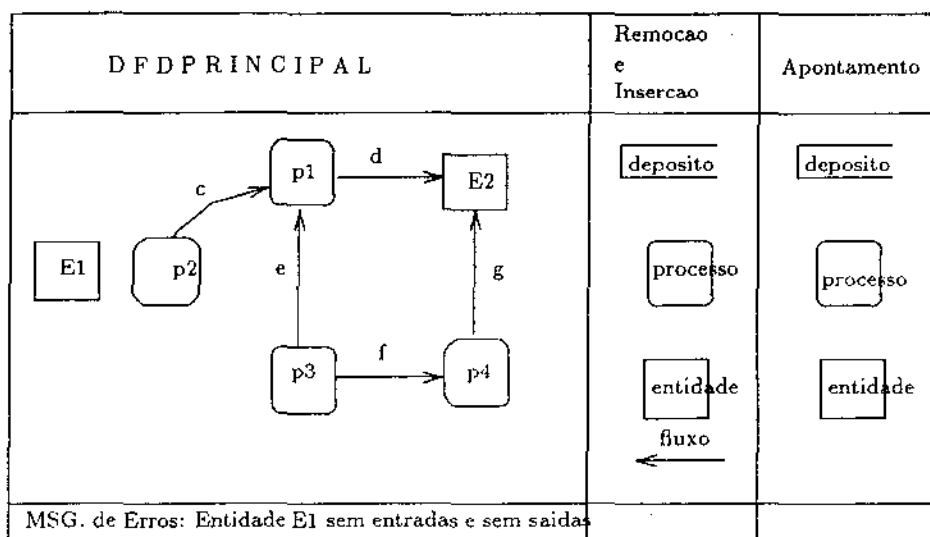 D F D P R I N C I P A L
Remocao
e
Insercao
Apontamento
p1
d
E2
c
E1
p2
e
g
p3
f
p4
deposito
processo
entidade
fluxo
deposito
processo
entidade
MSG. de Erros: Entidade E1 sem entradas e sem saidas